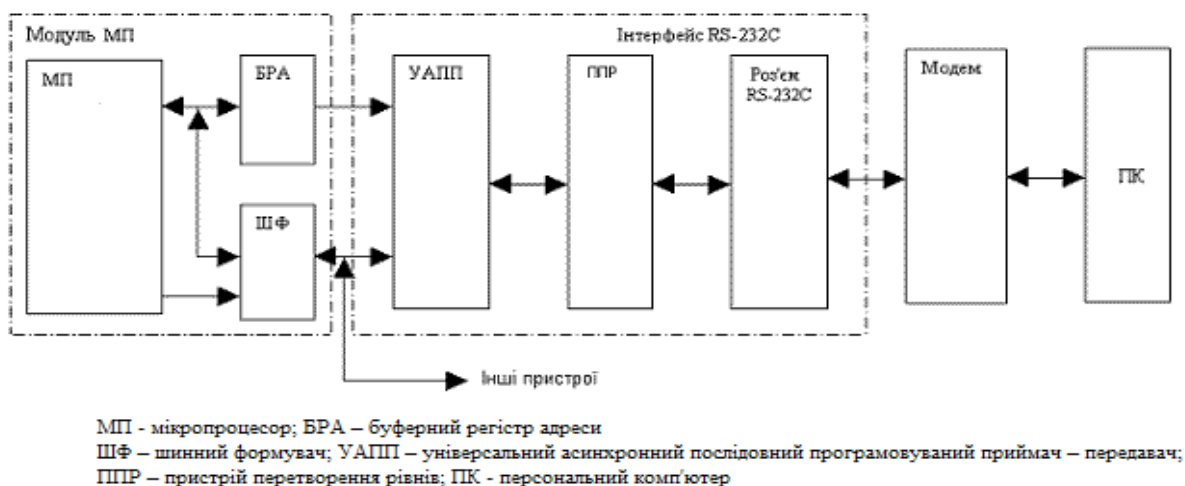 Модуль МП
Інтерфейс RS-232C
МП
БРА
УАПП
ППР
Роз'єм
RS-232C
Модем
ПК
ШФ
Інші пристрої
МП - мікропроцесор; БРА – буферний регістр адреси
ШФ – шинний формувач; УАПП – універсальний асинхронний послідовний програмовуваний приймач – передавач;
ППР – пристрій перетворення рівнів; ПК - персональний комп'ютер